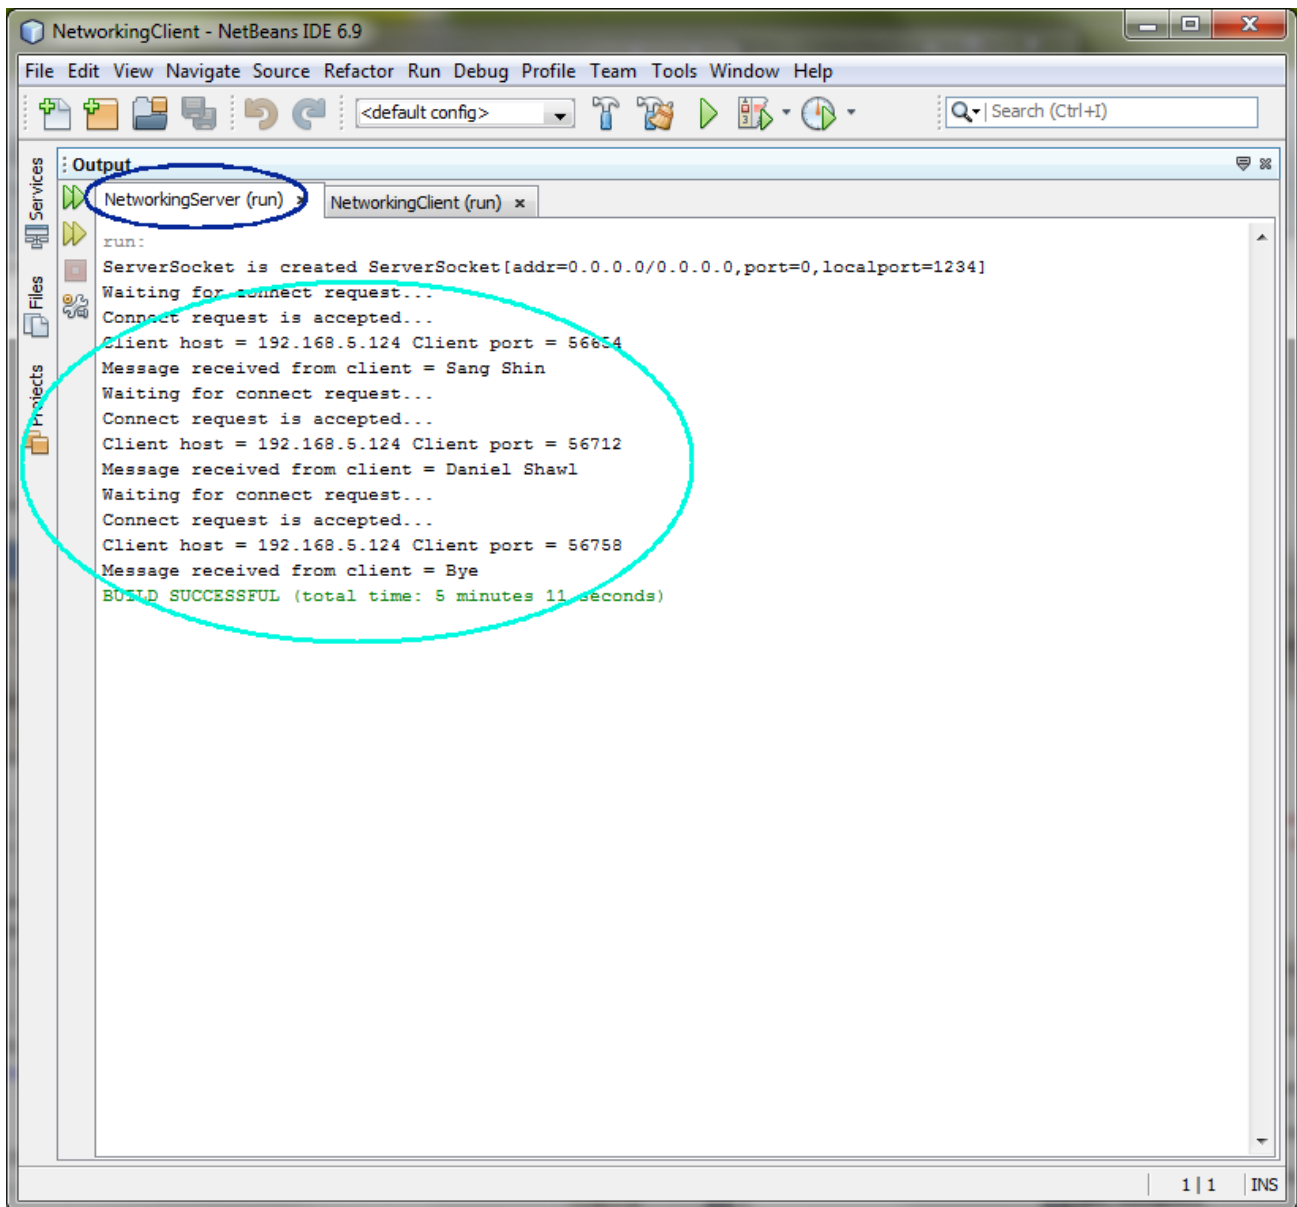 NetworkingClient - NetBeans IDE 6.9
File Edit View Navigate Source Refactor Run Debug Profile Team Tools Window Help
<default config>
Search (Ctrl+I)
Output
NetworkingServer (run) NetworkingClient (run)
Services
Files
Projects
run:
ServerSocket is created ServerSocket[addr=0.0.0.0/0.0.0.0,port=0,localport=1234]
Waiting for connect request...
Connect request is accepted...
Client host = 192.168.5.124 Client port = 56654
Message received from client = Sang Shin
Waiting for connect request...
Connect request is accepted...
Client host = 192.168.5.124 Client port = 56712
Message received from client = Daniel Shawl
Waiting for connect request...
Connect request is accepted...
Client host = 192.168.5.124 Client port = 56758
Message received from client = Bye
BUILD SUCCESSFUL (total time: 5 minutes 11 seconds)
1 | 1 INS